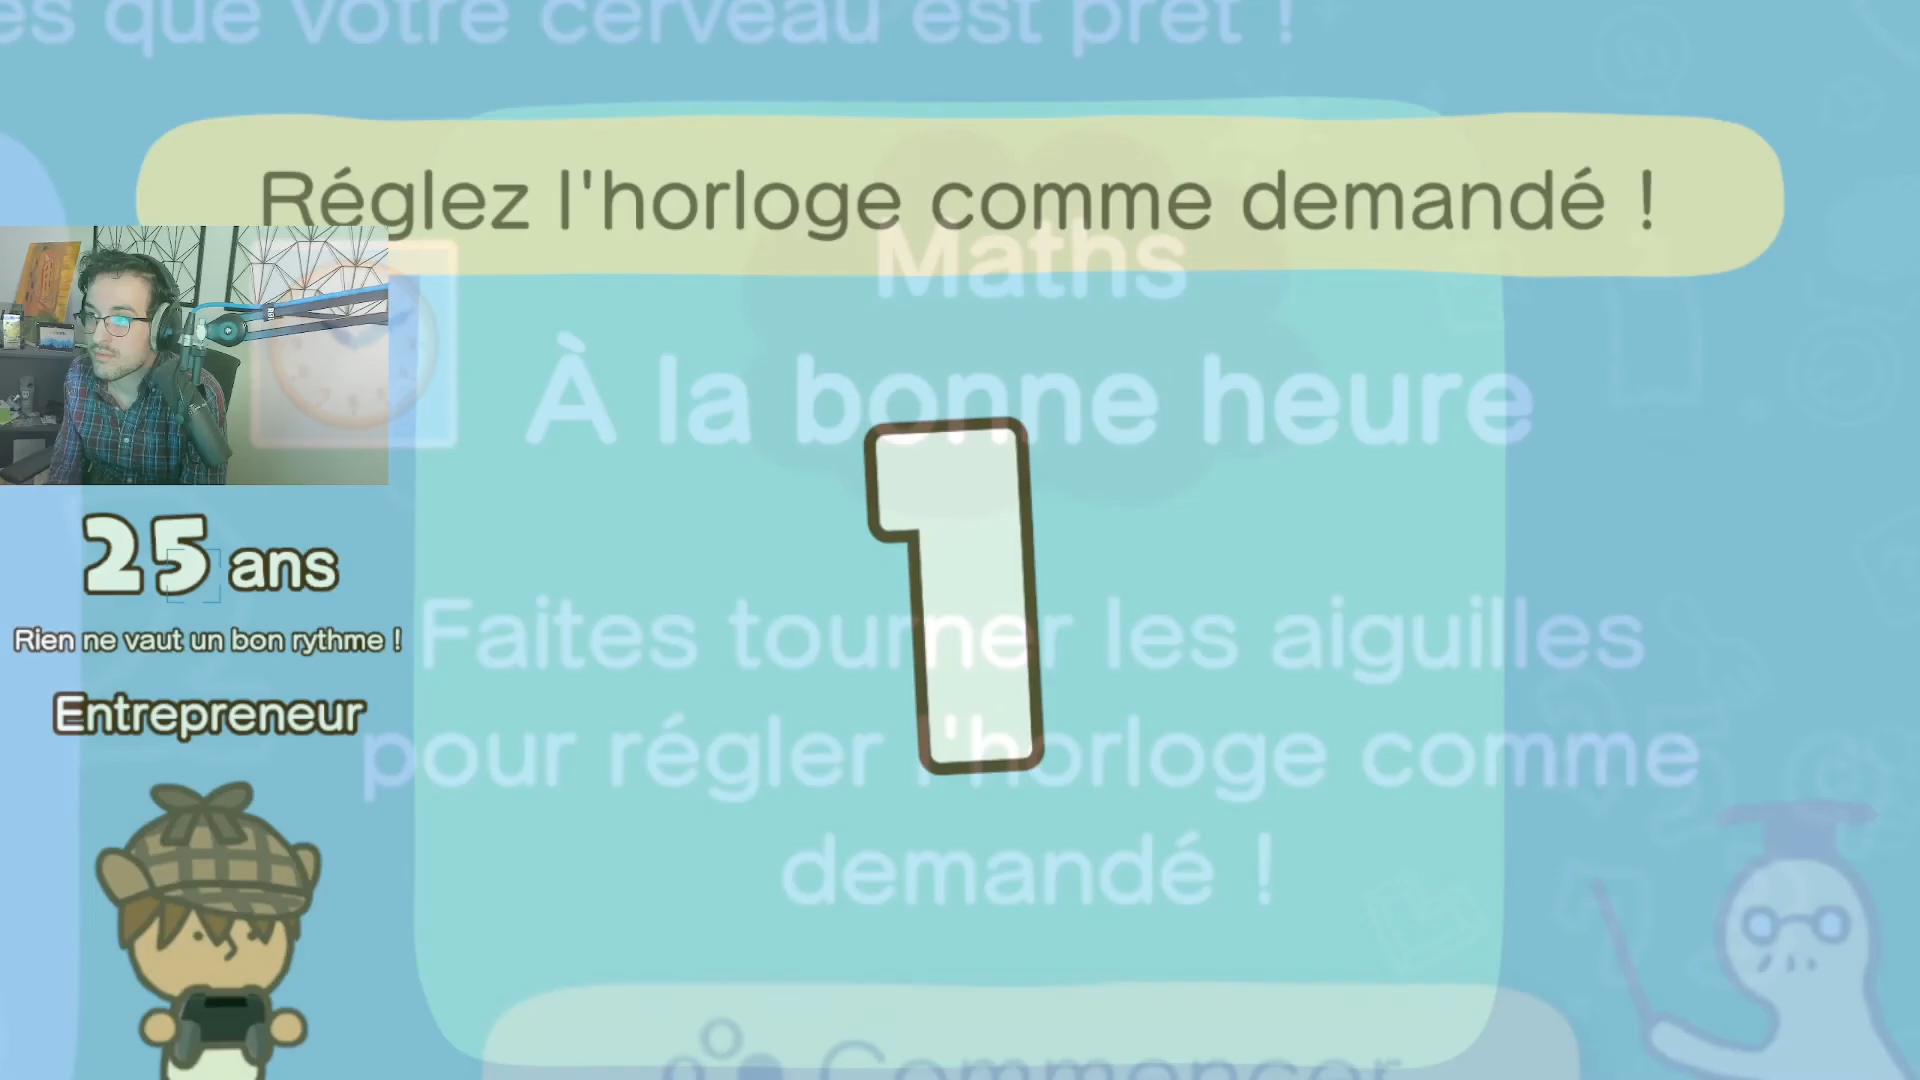 es que votre cerveau est prêt !
Réglez l'horloge comme demandé !
Maths
À la bonne heure
1
25 ans
Rien ne vaut un bon rythme !
Entrepreneur
Faites tourner les aiguilles
pour régler l'horloge comme
demandé !
Commencer